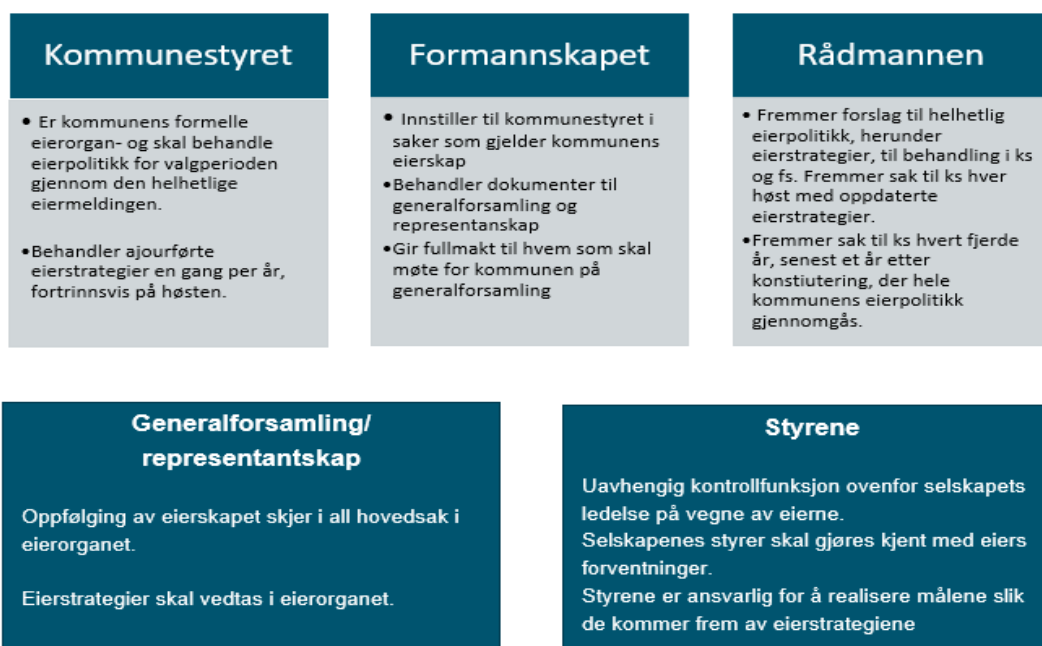 Kommunestyret
• Er kommunens formelle
eierorgan- og skal behandle
eierpolitikk for valgperioden
gjennom den helhetlige
eiermeldingen.
•Behandler ajourførte
eierstrategier en gang per år,
fortrinnsvis på høsten.
Formannskapet
• Innstiller til kommunestyret i
saker som gjelder kommunens
eierskap
•Behandler dokumenter til
generalforsamling og
representanskap
•Gir fullmakt til hvem som skal
møte for kommunen på
generalforsamling
Rådmannen
• Fremmer forslag til helhetlig
eierpolitikk, herunder
eierstrategier, til behandling i ks
og fs. Fremmer sak til ks hver
høst med oppdaterte
eierstrategier.
•Fremmer sak til ks hvert fjerde
år, senest et år etter
konstiutering, der hele
kommunens eierpolitikk
gjennomgås.
Generalforsamling/
representantskap
Oppfølging av eierskapet skjer i all hovedsak i
eierorganet.
Eierstrategier skal vedtas i eierorganet.
Styrene
Uavhengig kontrollfunksjon ovenfor selskapets
ledelse på vegne av eierne.
Selskapenes styrer skal gjøres kjent med eiers
forventninger.
Styrene er ansvarlig for å realisere målene slik
de kommer frem av eierstrategiene